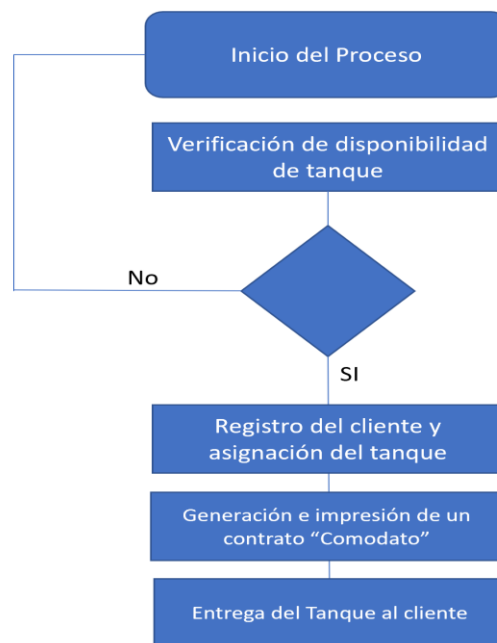 Inicio del Proceso
Verificación de disponibilidad
de tanque
No
SI
Registro del cliente y
asignación del tanque
Generación e impresión de un
contrato “Comodato”
Entrega del Tanque al cliente